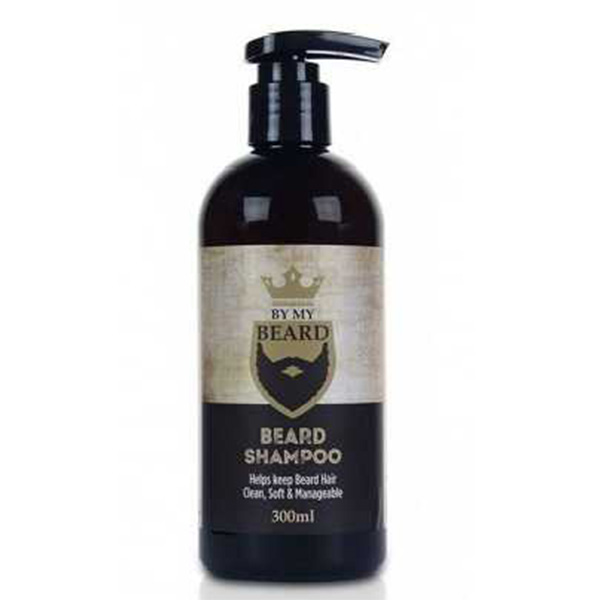 BY MY
BEARD
BEARD
SHAMPOO
Helps keep Beard Hair
Clean, Soft & Manageable
300ml